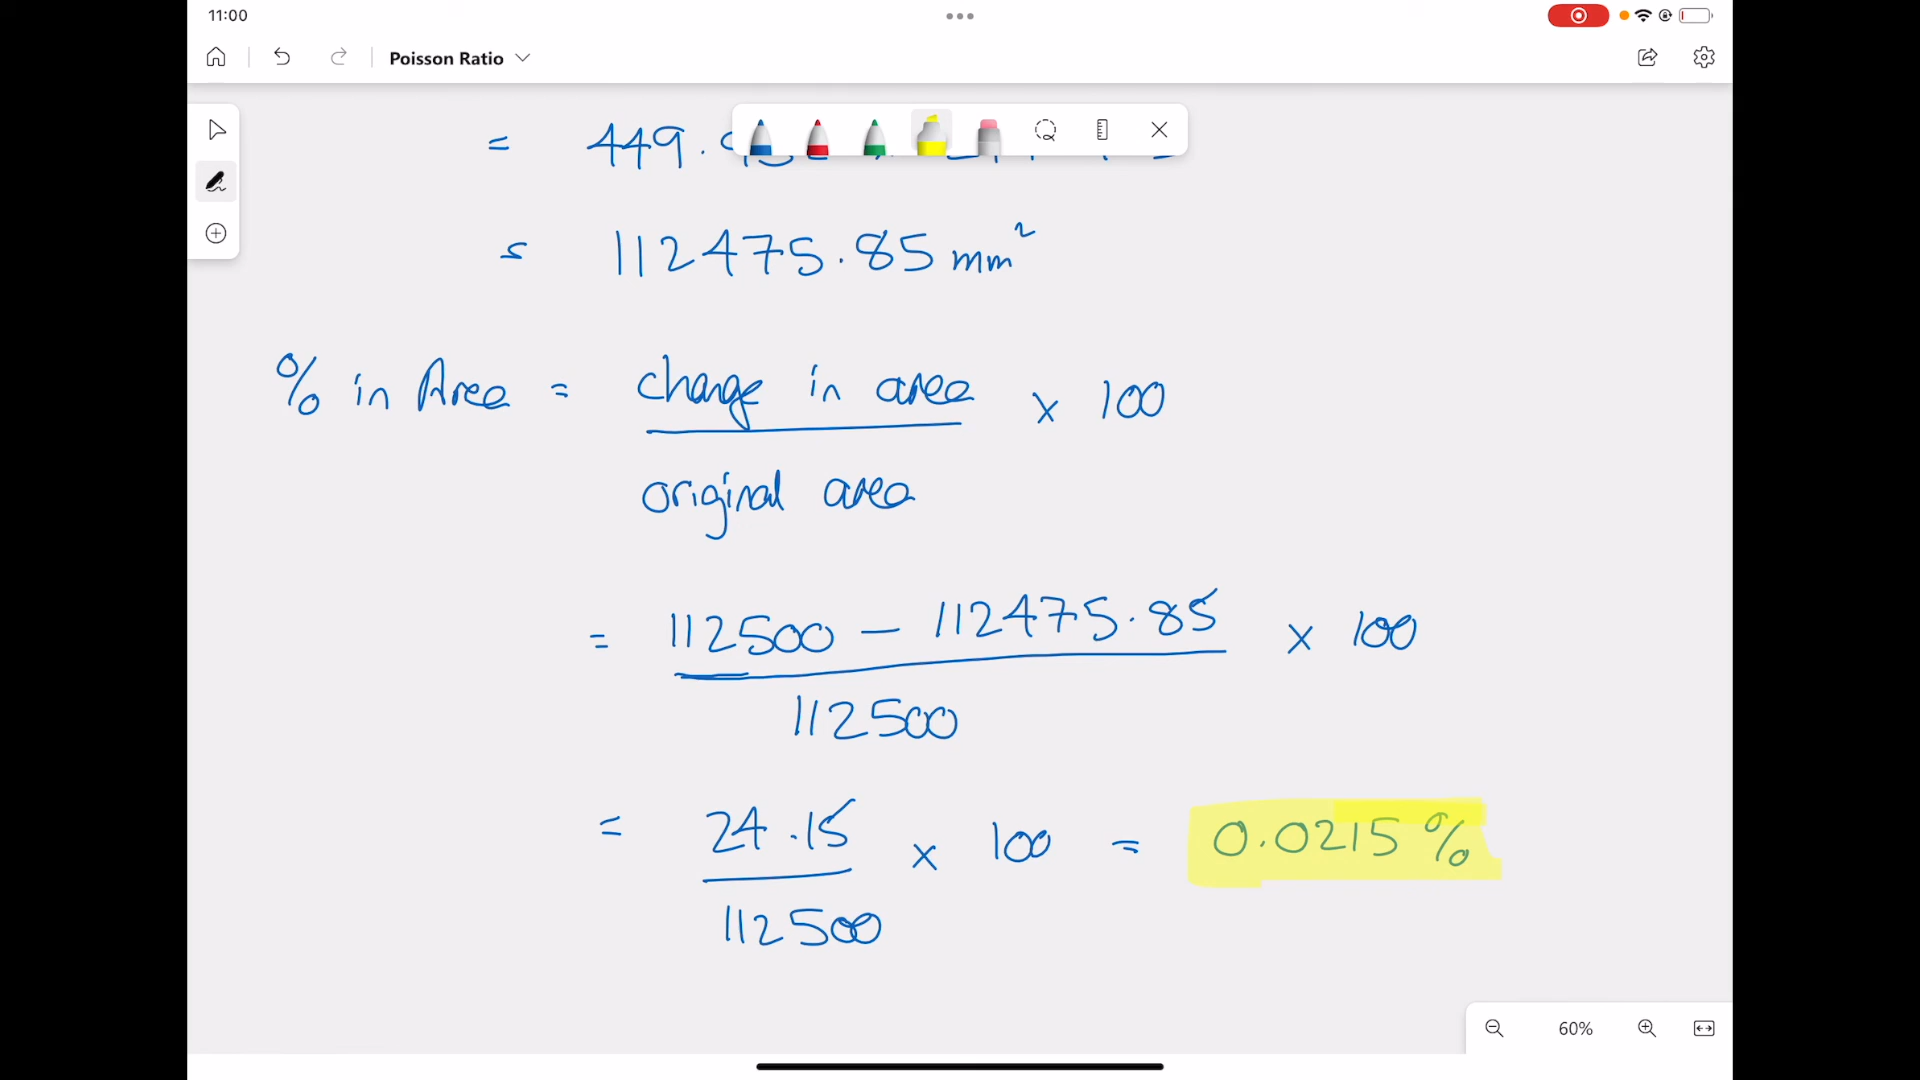 11:00
Poisson Ratio
= 449.
= 112475.85 mm²
% in Area = change in area × 100
original area
= 112500 − 112475.85 × 100
112500
= 24.15 × 100 = 0.0215 %
112500
60%